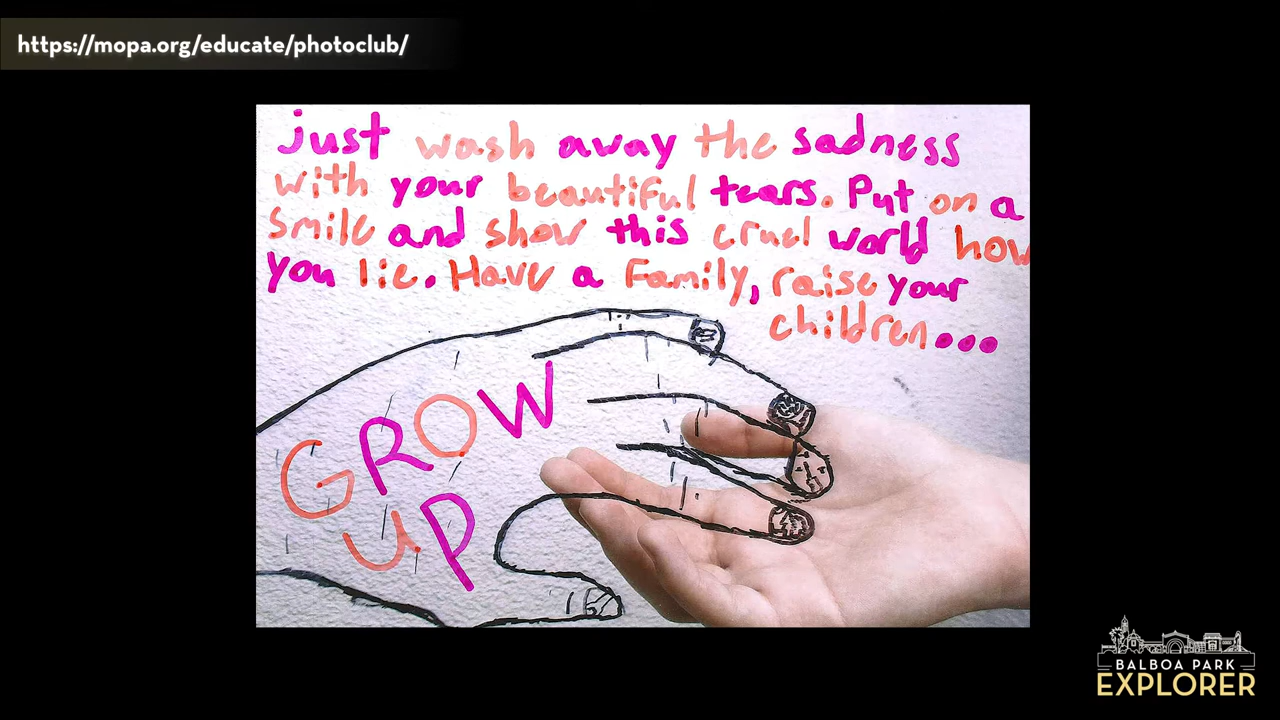 https://mopa.org/educate/photoclub/
just wash away the sadness
with your beautiful tears. Put on a
smile and show this cruel world how
you lie. Have a Family, raise your
children...
GROW
UP
BALBOA PARK
EXPLORER